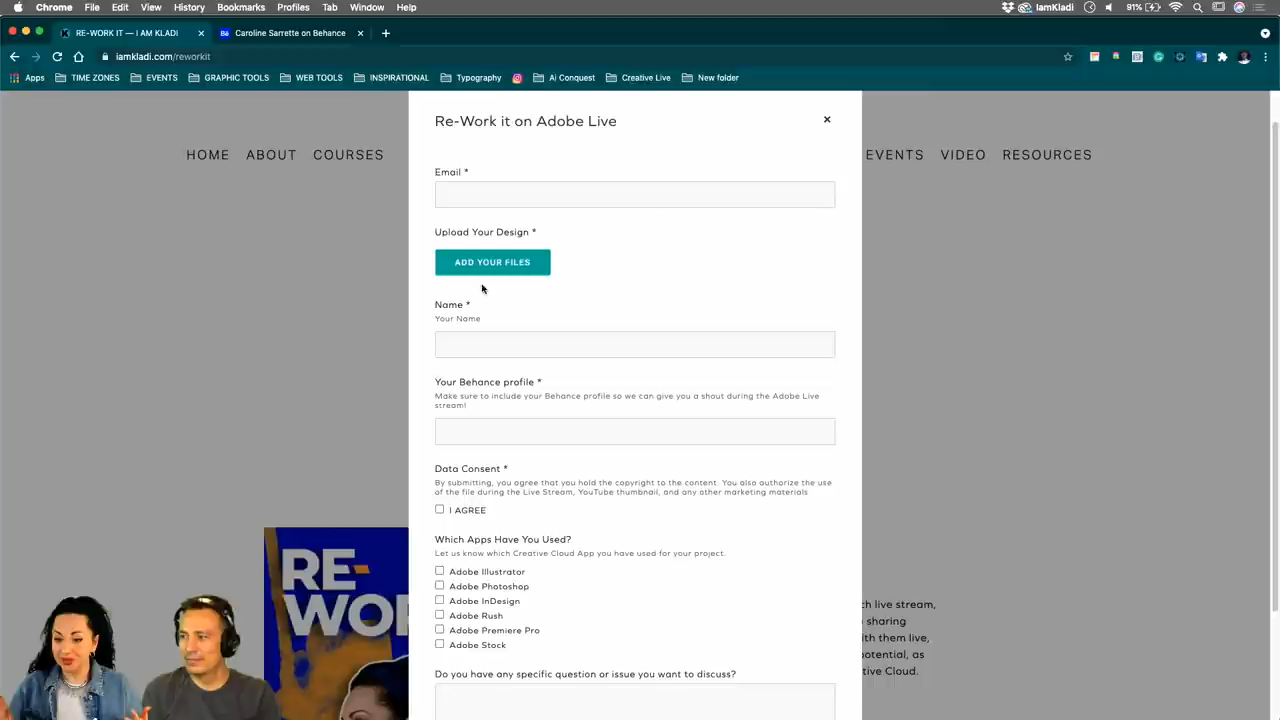 Chrome File Edit View History Bookmarks Profiles Tab Window Help IamKladi 91%
RE-WORK IT — I AM KLADI Caroline Sarrette on Behance
iamkladi.com/reworkit
Apps TIME ZONES EVENTS GRAPHIC TOOLS WEB TOOLS INSPIRATIONAL Typography Ai Conquest Creative Live New folder
Re-Work it on Adobe Live
HOME ABOUT COURSES EVENTS VIDEO RESOURCES
Email *
Upload Your Design *
ADD YOUR FILES
Name *
Your Name
Your Behance profile *
Make sure to include your Behance profile so we can give you a shout during the Adobe Live
stream!
Data Consent *
By submitting, you agree that you hold the copyright to the content. You also authorize the use
of the file during the Live Stream, YouTube thumbnail, and any other marketing materials
I AGREE
Which Apps Have You Used?
Let us know which Creative Cloud App you have used for your project.
Adobe Illustrator
Adobe Photoshop
Adobe InDesign
Adobe Rush
Adobe Premiere Pro
Adobe Stock
Do you have any specific question or issue you want to discuss?
RE-
WOR
ch live stream,
sharing
ith them live,
potential, as
tive Cloud.